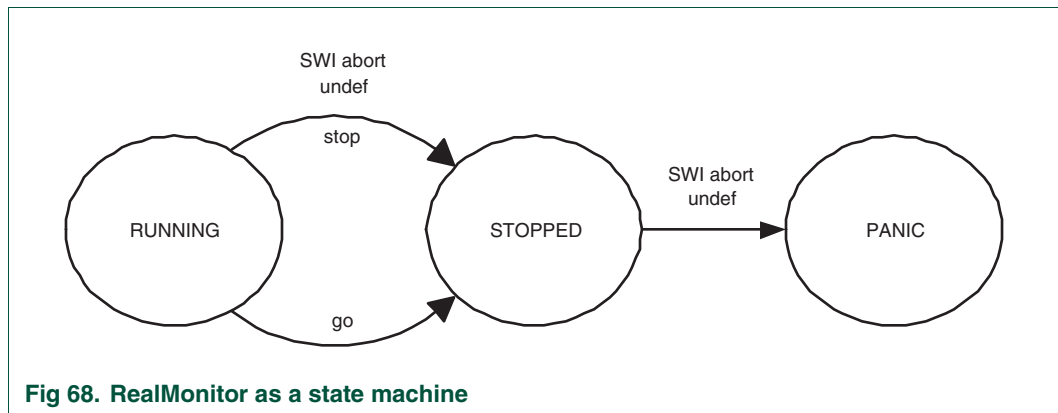 SWI abort
undef
stop
SWI abort
undef
RUNNING
STOPPED
PANIC
go
Fig 68. RealMonitor as a state machine